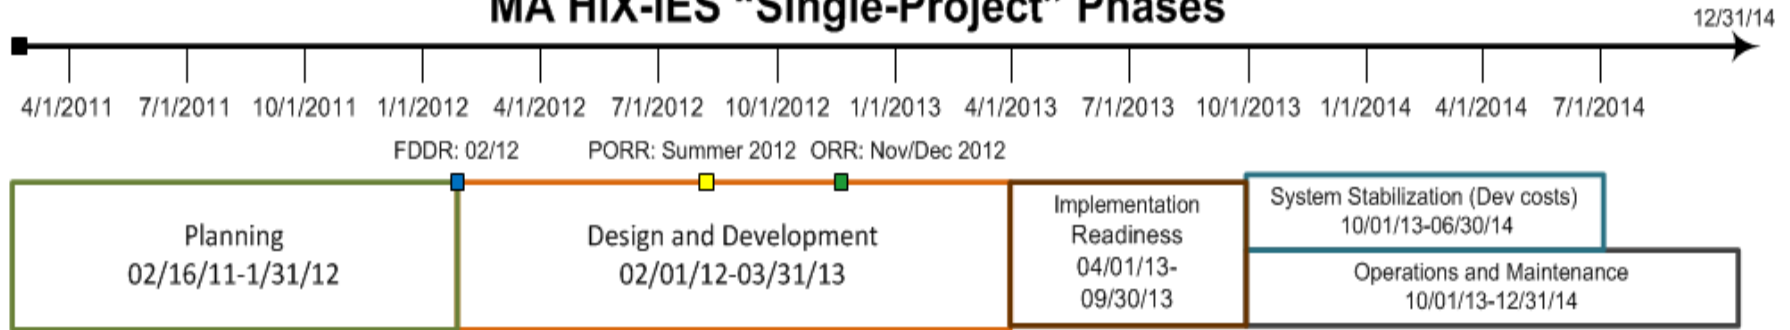 MA HIX-IES "Single-Project" Phases
12/31/14
4/1/2011 7/1/2011 10/1/2011 1/1/2012 4/1/2012 7/1/2012 10/1/2012 1/1/2013 4/1/2013 7/1/2013 10/1/2013 1/1/2014 4/1/2014 7/1/2014
FDDR: 02/12 PORR: Summer 2012 ORR: Nov/Dec 2012
Planning
02/16/11-1/31/12
Design and Development
02/01/12-03/31/13
Implementation
Readiness
04/01/13-
09/30/13
System Stabilization (Dev costs)
10/01/13-06/30/14
Operations and Maintenance
10/01/13-12/31/14